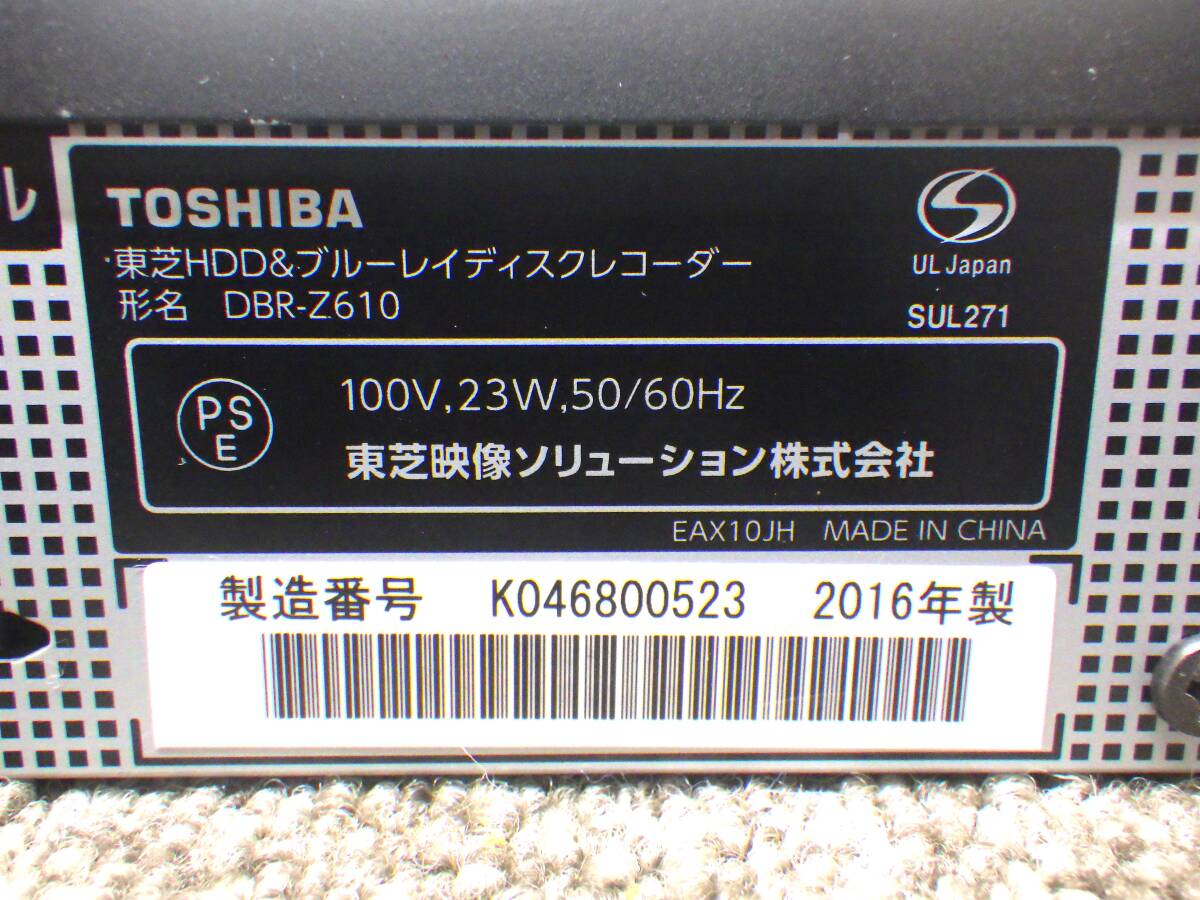 ル
TOSHIBA
東芝HDD&ブルーレイディスクレコーダー
形名 DBR-Z610
UL Japan
SUL271
PS
E
100V,23W,50/60Hz
東芝映像ソリューション株式会社
EAX10JH MADE IN CHINA
製造番号 K046800523 2016年製